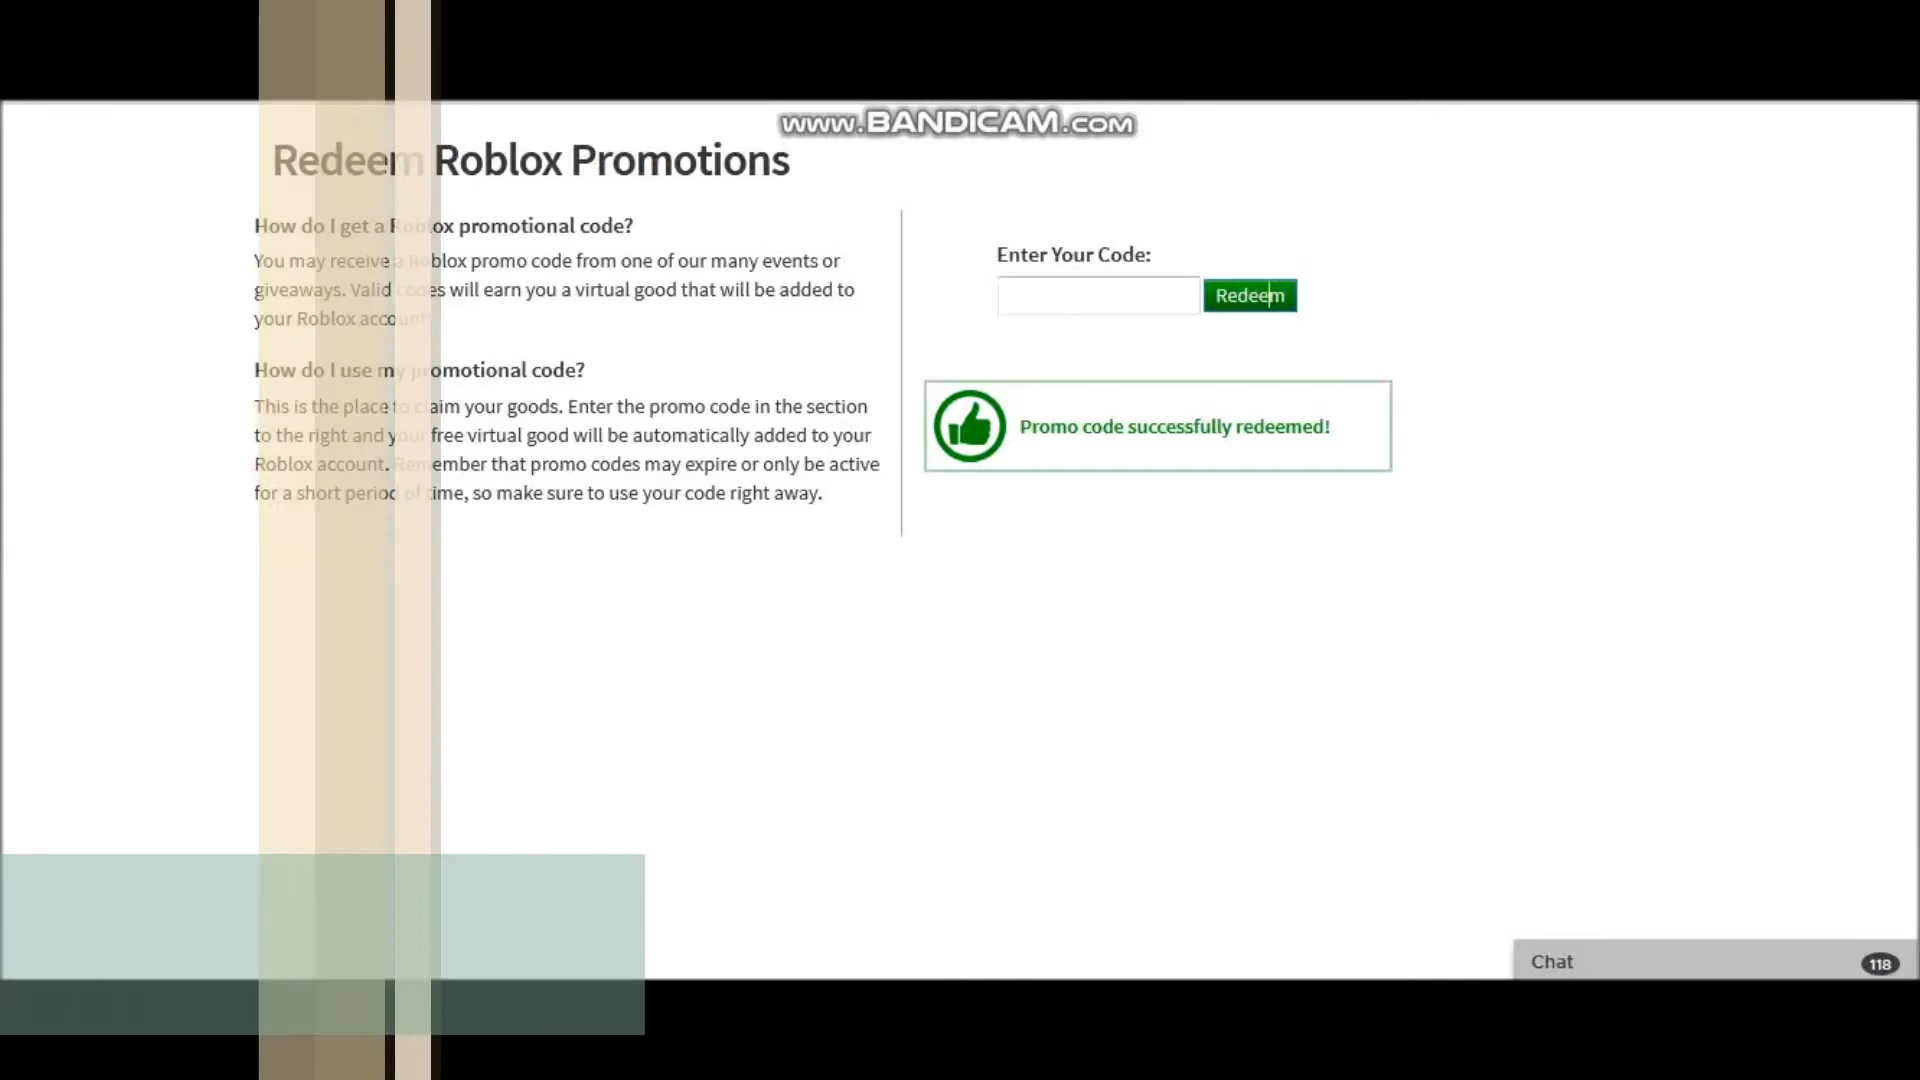 www.BANDICAM.com
Redeem Roblox Promotions
How do I get a Roblox promotional code?
You may receive a Roblox promo code from one of our many events or
giveaways. Valid codes will earn you a virtual good that will be added to
your Roblox account.
How do I use my promotional code?
This is the place to claim your goods. Enter the promo code in the section
to the right and your free virtual good will be automatically added to your
Roblox account. Remember that promo codes may expire or only be active
for a short period of time, so make sure to use your code right away.
Enter Your Code:
Redeem
Promo code successfully redeemed!
Chat
118